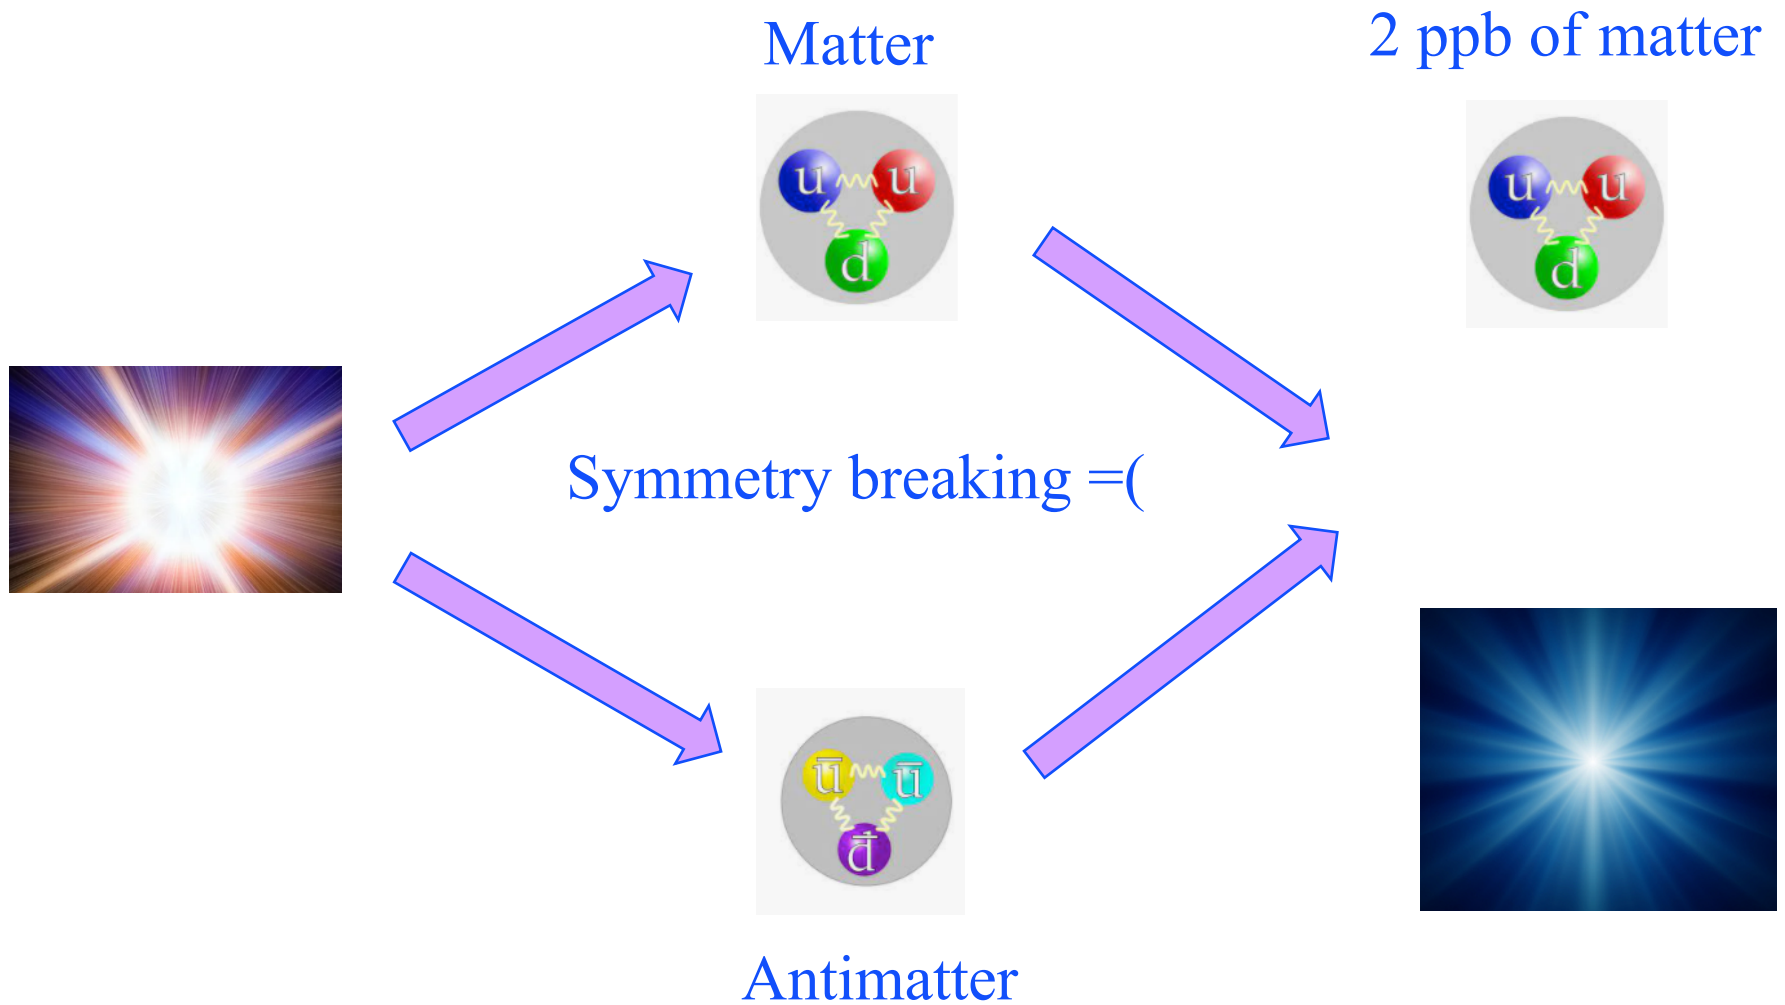 Matter
2 ppb of matter
u u
d
u u
d
Symmetry breaking =(
u̅ u̅
d̅
Antimatter